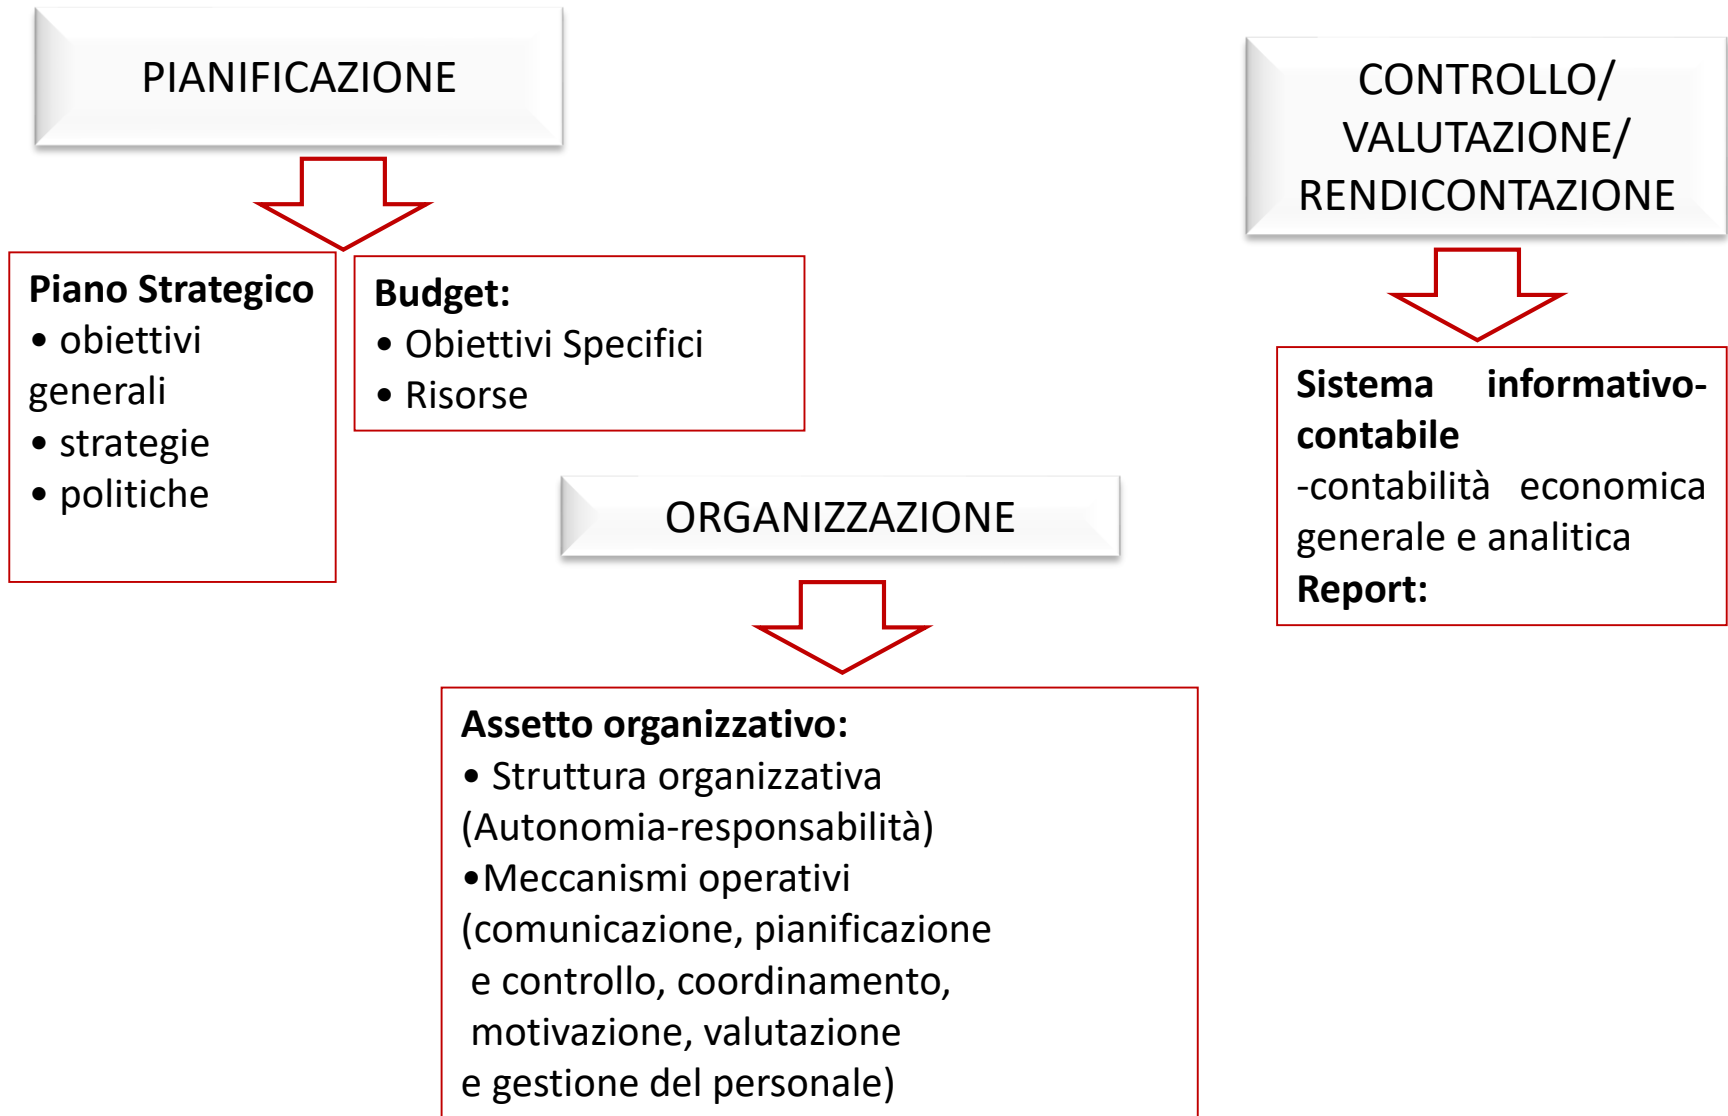 PIANIFICAZIONE
Piano Strategico
• obiettivi
generali
• strategie
• politiche
Budget:
• Obiettivi Specifici
• Risorse
ORGANIZZAZIONE
Assetto organizzativo:
• Struttura organizzativa
(Autonomia-responsabilità)
•Meccanismi operativi
(comunicazione, pianificazione
e controllo, coordinamento,
motivazione, valutazione
e gestione del personale)
CONTROLLO/
VALUTAZIONE/
RENDICONTAZIONE
Sistema informativo-
contabile
-contabilità economica
generale e analitica
Report: